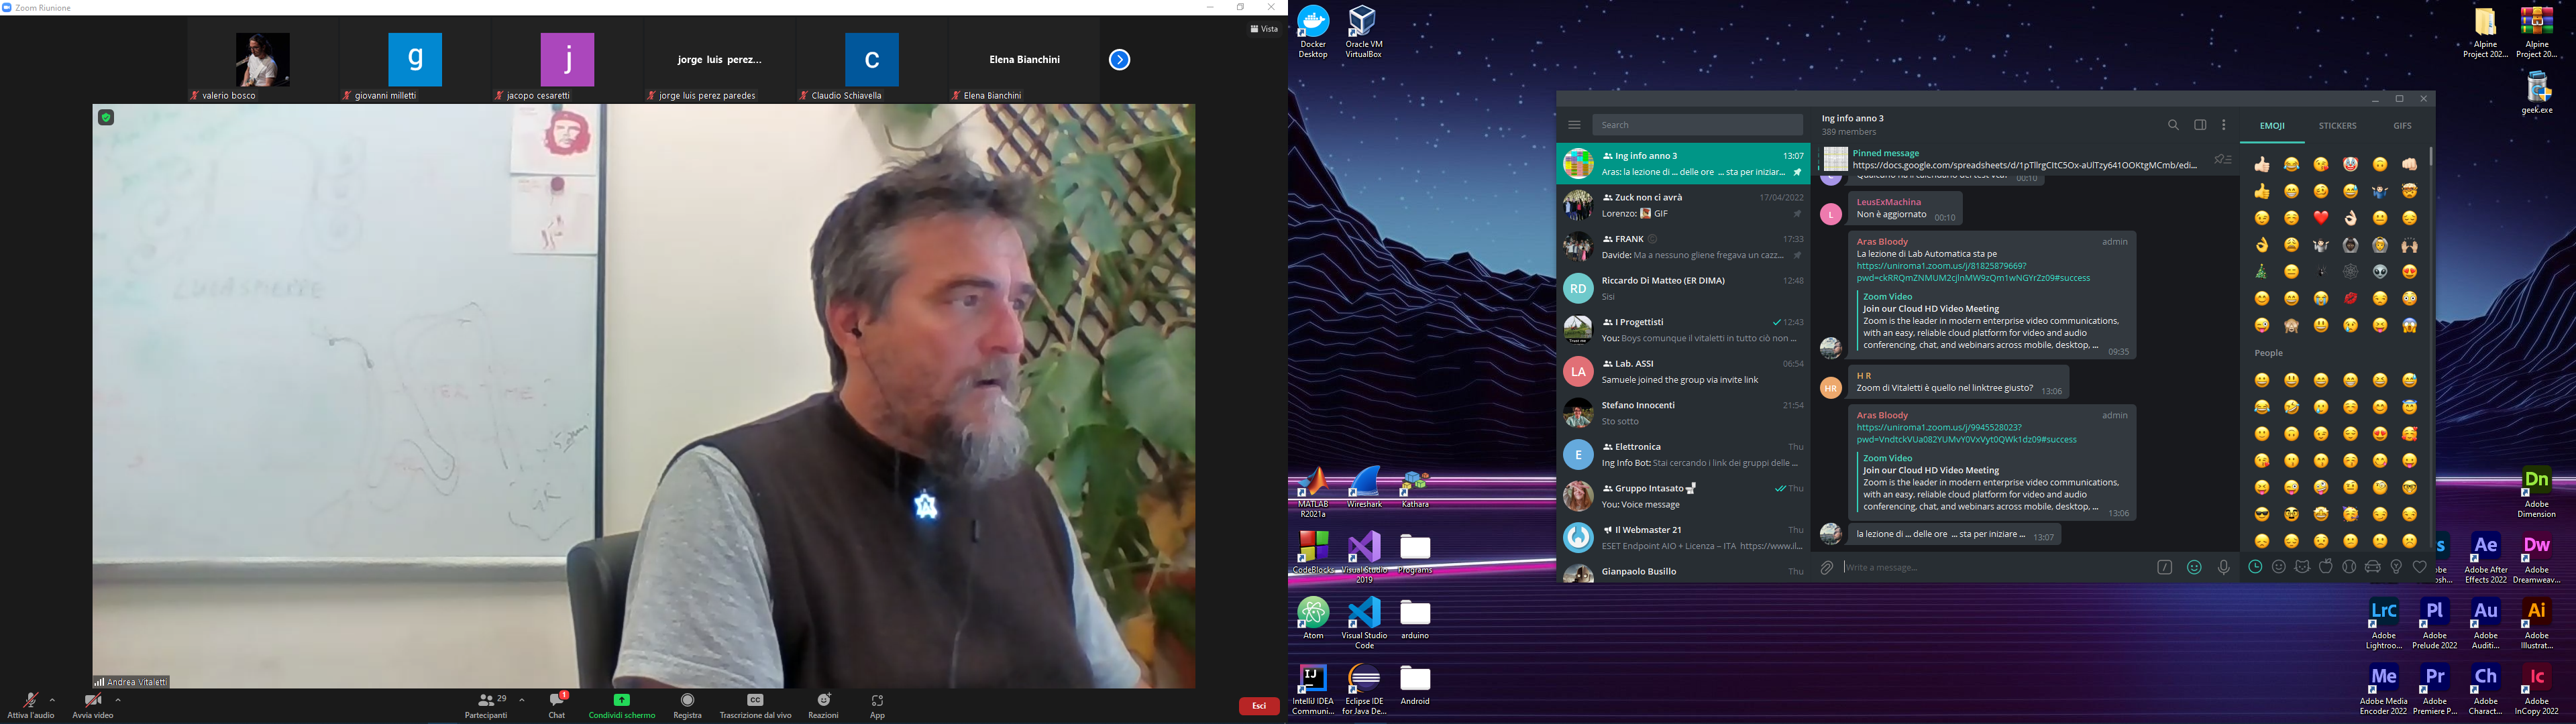 Zoom Riunione
Vista
g
j
jorge luis perez...
c
Elena Bianchini
valerio bosco
giovanni milletti
jacopo cesaretti
jorge luis perez paredes
Claudio Schiavella
Elena Bianchini
Andrea Vitaletti
Attiva l'audio
Avvia video
29
Partecipanti
1
Chat
Condividi schermo
Registra
CC
Trascrizione dal vivo
Reazioni
App
Esci
Docker
Desktop
Oracle VM
VirtualBox
Alpine
Project 202...
Alpine
Project 20...
geek.exe
Search
Ing info anno 3
13:07
Aras: la lezione di ... delle ore ... sta per iniziar...
Zuck non ci avrà
17/04/2022
Lorenzo: GIF
FRANK
17:33
Davide: Ma a nessuno gliene fregava un cazz...
RD
Riccardo Di Matteo (ER DIMA)
12:48
Sisi
I Progettisti
12:43
You: Boys comunque il vitaletti in tutto ciò non ...
LA
Lab. ASSI
06:54
Samuele joined the group via invite link
Stefano Innocenti
21:54
Sto sotto
E
Elettronica
Thu
Ing Info Bot: Stai cercando i link dei gruppi delle ...
Gruppo Intasato
Thu
You: Voice message
Il Webmaster 21
Thu
ESET Endpoint AIO + Licenza – ITA https://www.il...
Gianpaolo Busillo
Thu
Ing info anno 3
389 members
Pinned message
00:10
L
LeusExMachina
Non è aggiornato 00:10
Aras Bloody
admin
La lezione di Lab Automatica sta pe
https://uniroma1.zoom.us/j/81825879669?
pwd=ckRRQmZNMUM2cjlnMW9zQm1wNGYrZz09#success
Zoom Video
Join our Cloud HD Video Meeting
Zoom is the leader in modern enterprise video communications,
with an easy, reliable cloud platform for video and audio
conferencing, chat, and webinars across mobile, desktop, ...
09:35
HR
H R
Zoom di Vitaletti è quello nel linktree giusto? 13:06
Aras Bloody
admin
https://uniroma1.zoom.us/j/9945528023?
pwd=VndtckVUa082YUMvY0VxVyt0QWk1dz09#success
Zoom Video
Join our Cloud HD Video Meeting
Zoom is the leader in modern enterprise video communications,
with an easy, reliable cloud platform for video and audio
conferencing, chat, and webinars across mobile, desktop, ...
13:06
la lezione di ... delle ore ... sta per iniziare ... 13:07
Write a message...
EMOJI
STICKERS
GIFS
People
MATLAB
R2021a
Wireshark
Kathara
CodeBlocks
Visual Studio
2019
Programs
Atom
Visual Studio
Code
arduino
IJ
IntelliJ IDEA
Communi...
Eclipse IDE
for Java De...
Android
Dn
Adobe
Dimension
Ae
Adobe After
Effects 2022
Dw
Adobe
Dreamweav...
LrC
Adobe
Lightroo...
Pl
Adobe
Prelude 2022
Au
Adobe
Auditi...
Ai
Adobe
Illustrat...
Me
Adobe Media
Encoder 2022
Pr
Adobe
Premiere P...
Ch
Adobe
Charact...
Ic
Adobe
InCopy 2022